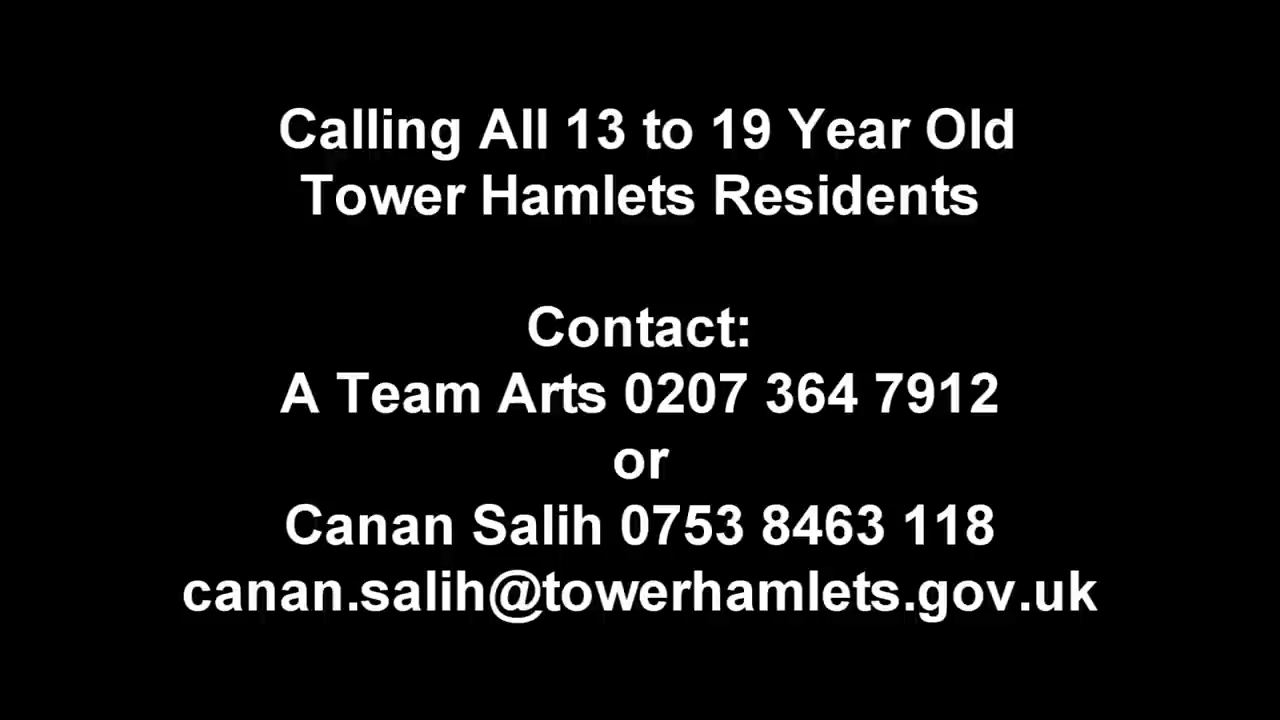 Calling All 13 to 19 Year Old
Tower Hamlets Residents
Contact:
A Team Arts 0207 364 7912
or
Canan Salih 0753 8463 118
canan.salih@towerhamlets.gov.uk